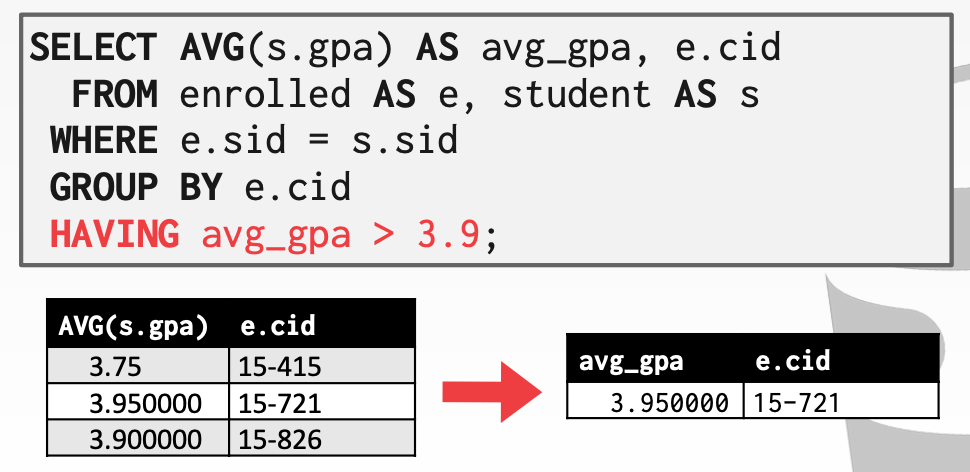 SELECT AVG(s.gpa) AS avg_gpa, e.cid
FROM enrolled AS e, student AS s
WHERE e.sid = s.sid
GROUP BY e.cid
HAVING avg_gpa > 3.9;
AVG(s.gpa) e.cid
3.75 15-415
3.950000 15-721
3.900000 15-826
avg_gpa e.cid
3.950000 15-721